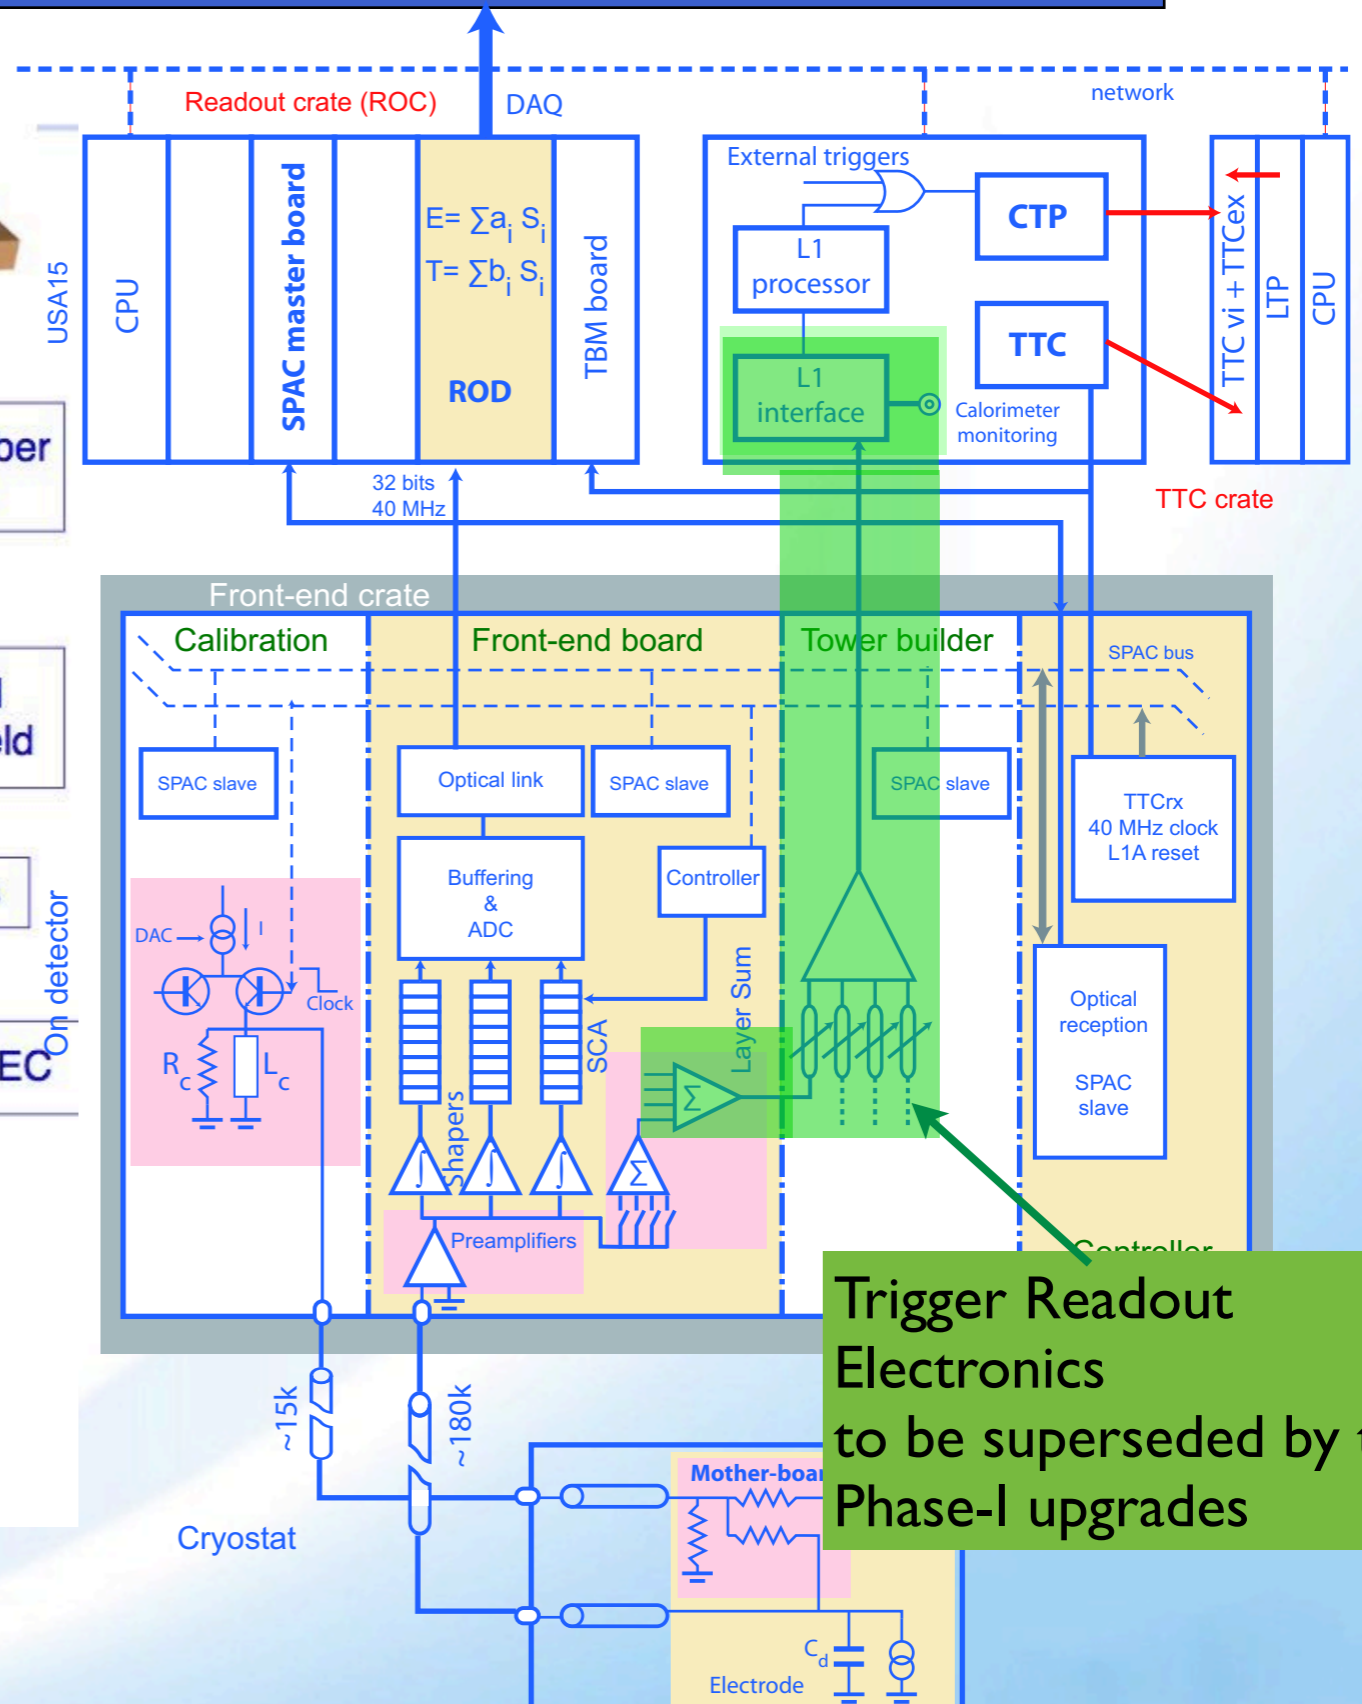 Readout crate (ROC)
DAQ
network
USA15
CPU
SPAC master board
E= ∑a_i S_i
T= ∑b_i S_i
ROD
TBM board
External triggers
CTP
L1
processor
TTC
L1
interface
Calorimeter
monitoring
TTC vi + TTCex
LTP
CPU
TTC crate
32 bits
40 MHz
Front-end crate
Calibration
Front-end board
Tower builder
SPAC bus
SPAC slave
Optical link
SPAC slave
SPAC slave
TTCrx
40 MHz clock
L1A reset
Buffering
&
ADC
Controller
On detector
DAC
I
Clock
R_c
L_c
SCA
Layer Sum
Optical
reception
SPAC
slave
EC
Shapers
∫
∫
∫
∑
∑
Preamplifiers
Controller
Trigger Readout
Electronics
to be superseded by
Phase-I upgrades
~15k
~180k
Cryostat
C_d
Electrode